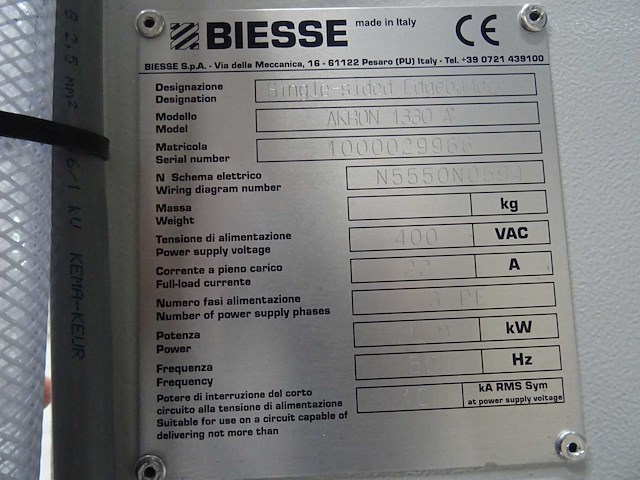 BIESSE made in Italy CE
BIESSE S.p.A. - Via della Meccanica, 16 - 61122 Pesaro (PU) Italy - Tel. +39 0721 439100
Designazione
Designation
Single-sided
Modello
Model
AKRON 1330 A
Matricola
Serial number
N Schema elettrico
Wiring diagram number
Massa
Weight
kg
Tensione di alimentazione
Power supply voltage
400 VAC
Corrente a pieno carico
Full-load current
A
Numero fasi alimentazione
Number of power supply phases
3 PE
Potenza
Power
kW
Frequenza
Frequency
Hz
Potere di interruzione del corto
circuito alla tensione di alimentazione
Suitable for use on a circuit capable of
delivering not more than
kA RMS Sym
at power supply voltage
KEMA-KEUR